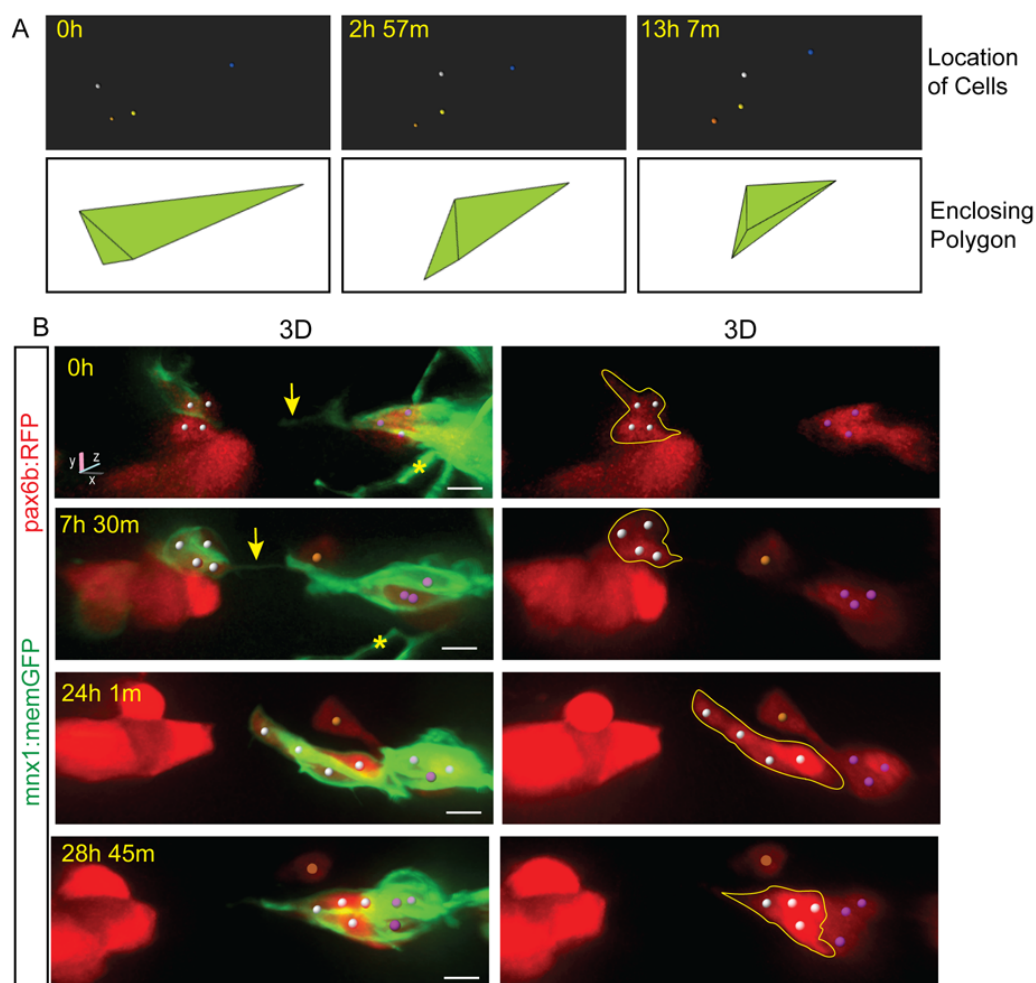 A
0h
2h 57m
13h 7m
Location
of Cells
Enclosing
Polygon
B
3D
3D
pax6b:RFP
mnx1:memGFP
0h
y
z
x
*
7h 30m
*
24h 1m
28h 45m